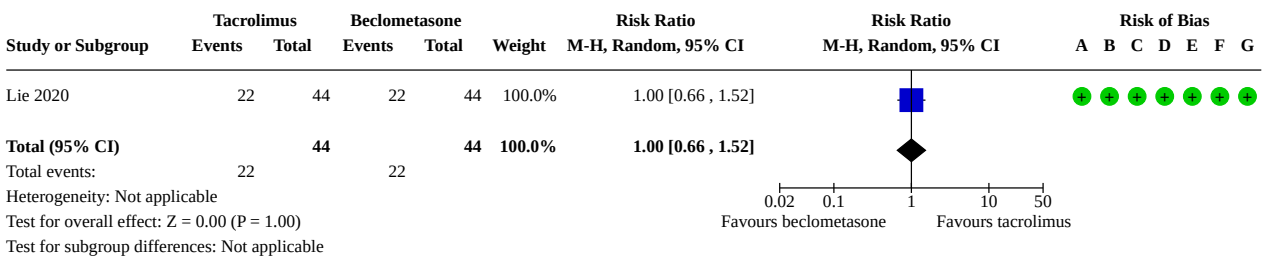 Tacrolimus Beclometasone Risk Ratio Risk Ratio Risk of Bias
Study or Subgroup Events Total Events Total Weight M-H, Random, 95% CI M-H, Random, 95% CI A B C D E F G
Lie 2020 22 44 22 44 100.0% 1.00 [0.66 , 1.52] + + + + + + +
Total (95% CI) 44 44 100.0% 1.00 [0.66 , 1.52]
Total events: 22 22
Heterogeneity: Not applicable 0.02 0.1 1 10 50
Test for overall effect: Z = 0.00 (P = 1.00) Favours beclometasone Favours tacrolimus
Test for subgroup differences: Not applicable